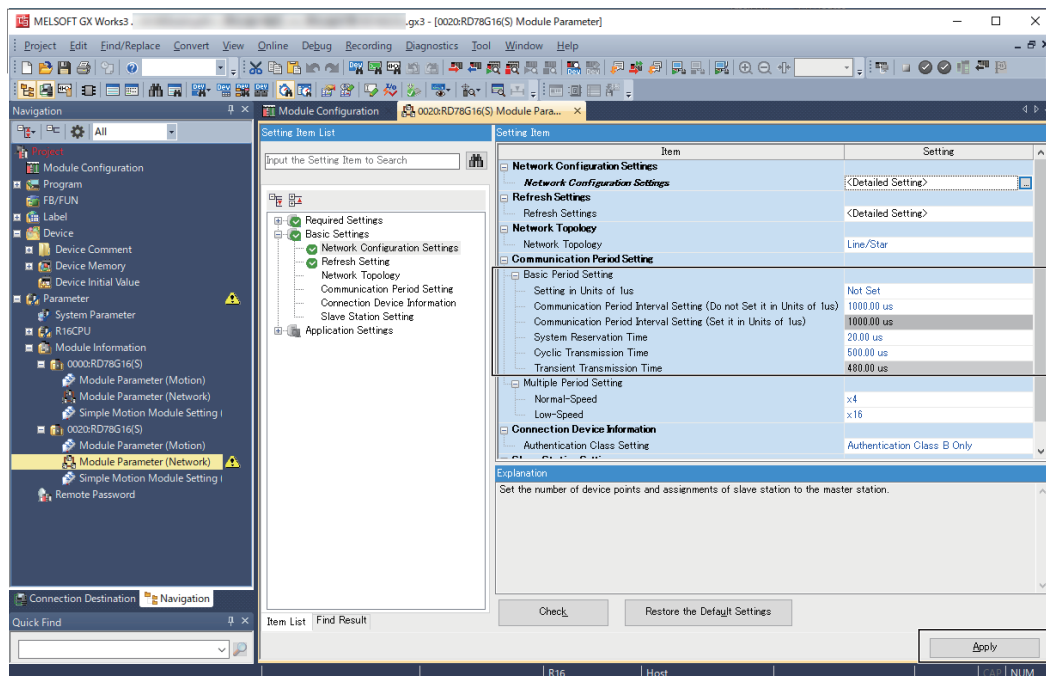 MELSOFT GX Works3 . .gx3 - [0020:RD78G16(S) Module Parameter]
Project Edit Find/Replace Convert View Online Debug Recording Diagnostics Tool Window Help
Navigation
All
Project
Module Configuration
Program
FB/FUN
Label
Device
Device Comment
Device Memory
Device Initial Value
Parameter
System Parameter
R16CPU
Module Information
0000:RD78G16(S)
Module Parameter (Motion)
Module Parameter (Network)
Simple Motion Module Setting (
0020:RD78G16(S)
Module Parameter (Motion)
Module Parameter (Network)
Simple Motion Module Setting (
Remote Password
Connection Destination Navigation
Quick Find
Module Configuration 0020:RD78G16(S) Module Para...
Setting Item List
Input the Setting Item to Search
Required Settings
Basic Settings
Network Configuration Settings
Refresh Setting
Network Topology
Communication Period Setting
Connection Device Information
Slave Station Setting
Application Settings
Item List Find Result
Setting Item
Item Setting
Network Configuration Settings
Network Configuration Settings <Detailed Setting> ...
Refresh Settings
Refresh Settings <Detailed Setting>
Network Topology
Network Topology Line/Star
Communication Period Setting
Basic Period Setting
Setting in Units of 1us Not Set
Communication Period Interval Setting (Do not Set it in Units of 1us) 1000.00 us
Communication Period Interval Setting (Set it in Units of 1us) 1000.00 us
System Reservation Time 20.00 us
Cyclic Transmission Time 500.00 us
Transient Transmission Time 480.00 us
Multiple Period Setting
Normal-Speed x4
Low-Speed x16
Connection Device Information
Authentication Class Setting Authentication Class B Only
Explanation
Set the number of device points and assignments of slave station to the master station.
Check Restore the Default Settings
Apply
R16 Host CAP NUM